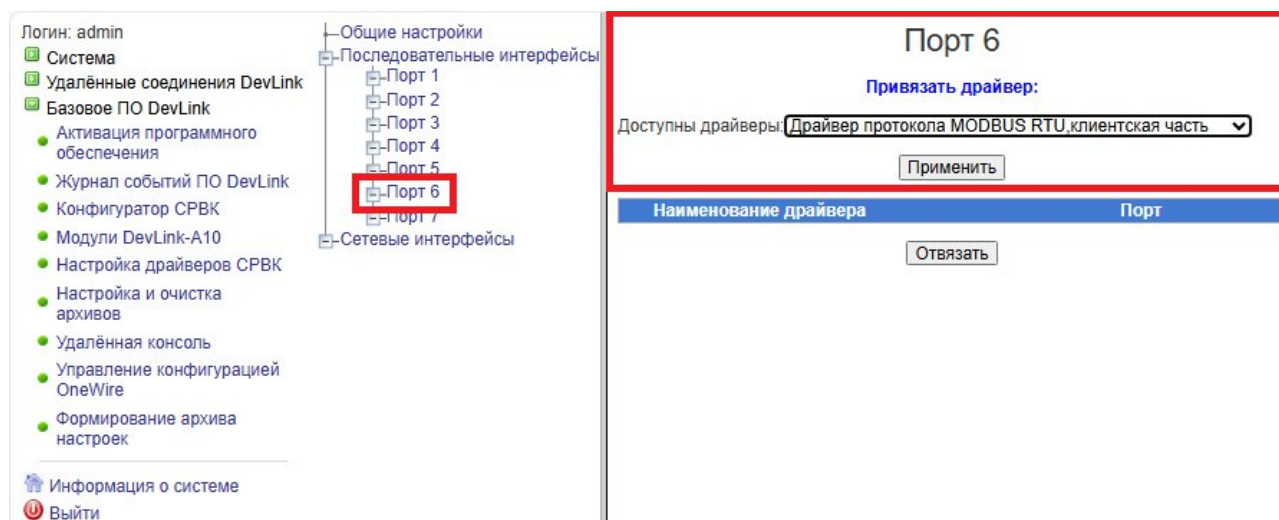 Логин: admin
Система
Удалённые соединения DevLink
Базовое ПО DevLink
Активация программного
обеспечения
Журнал событий ПО DevLink
Конфигуратор СРВК
Модули DevLink-A10
Настройка драйверов СРВК
Настройка и очистка
архивов
Удалённая консоль
Управление конфигурацией
OneWire
Формирование архива
настроек
Информация о системе
Выйти
Общие настройки
Последовательные интерфейсы
Порт 1
Порт 2
Порт 3
Порт 4
Порт 5
Порт 6
Порт 7
Сетевые интерфейсы
Порт 6
Привязать драйвер:
Доступны драйверы: Драйвер протокола MODBUS RTU,клиентская часть
Применить
Наименование драйвера Порт
Отвязать